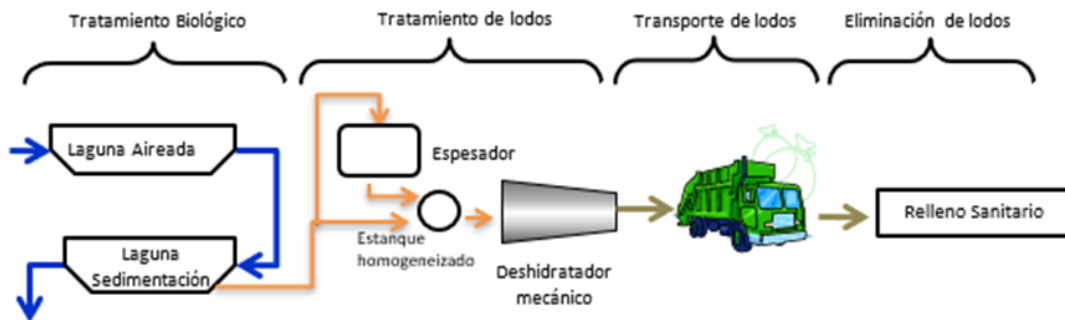 Tratamiento Biológico
Tratamiento de lodos
Transporte de lodos
Eliminación de lodos
Laguna Aireada
Espesador
Laguna
Sedimentación
Estanque
homogeneizado
Deshidratador
mecánico
Relleno Sanitario